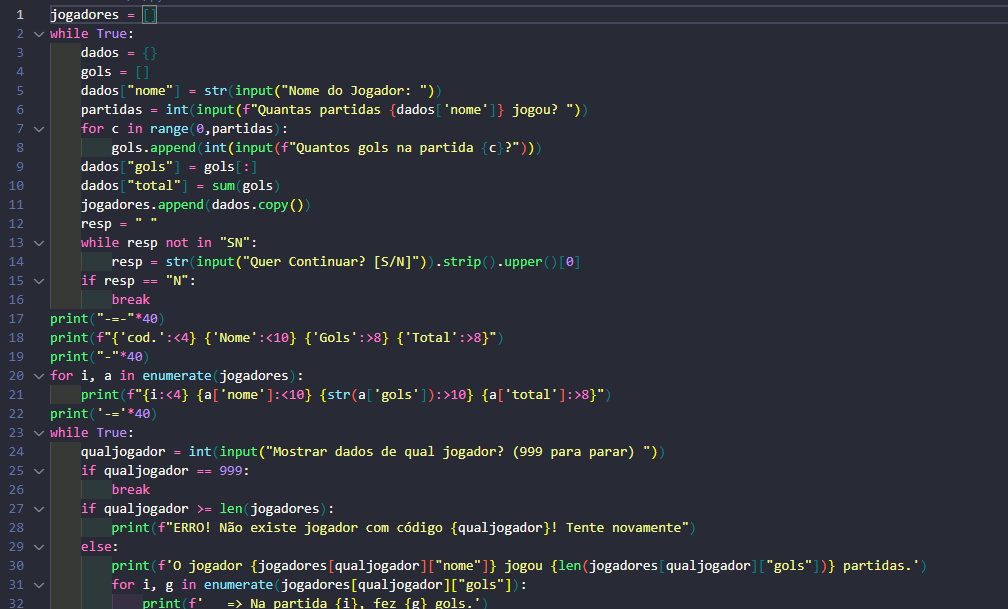 1 jogadores = []
2 while True:
3 dados = {}
4 gols = []
5 dados["nome"] = str(input("Nome do Jogador: "))
6 partidas = int(input(f"Quantas partidas {dados['nome']} jogou? "))
7 for c in range(0,partidas):
8 gols.append(int(input(f"Quantos gols na partida {c}?")))
9 dados["gols"] = gols[:]
10 dados["total"] = sum(gols)
11 jogadores.append(dados.copy())
12 resp = " "
13 while resp not in "SN":
14 resp = str(input("Quer Continuar? [S/N]")).strip().upper()[0]
15 if resp == "N":
16 break
17 print("-=-"*40)
18 print(f"{'cod.':<4} {'Nome':<10} {'Gols':>8} {'Total':>8}")
19 print("-"*40)
20 for i, a in enumerate(jogadores):
21 print(f"{i:<4} {a['nome']:<10} {str(a['gols']):>10} {a['total']:>8}")
22 print('-='*40)
23 while True:
24 qualjogador = int(input("Mostrar dados de qual jogador? (999 para parar) "))
25 if qualjogador == 999:
26 break
27 if qualjogador >= len(jogadores):
28 print(f"ERRO! Não existe jogador com código {qualjogador}! Tente novamente")
29 else:
30 print(f'O jogador {jogadores[qualjogador]["nome"]} jogou {len(jogadores[qualjogador]["gols"])} partidas.')
31 for i, g in enumerate(jogadores[qualjogador]["gols"]):
32 print(f'   => Na partida {i}, fez {g} gols.')